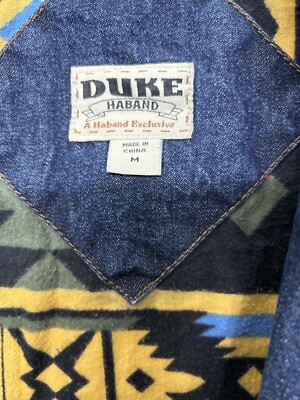 DUKE
HABAND
A Haband Exclusive
MADE IN
CHINA
M